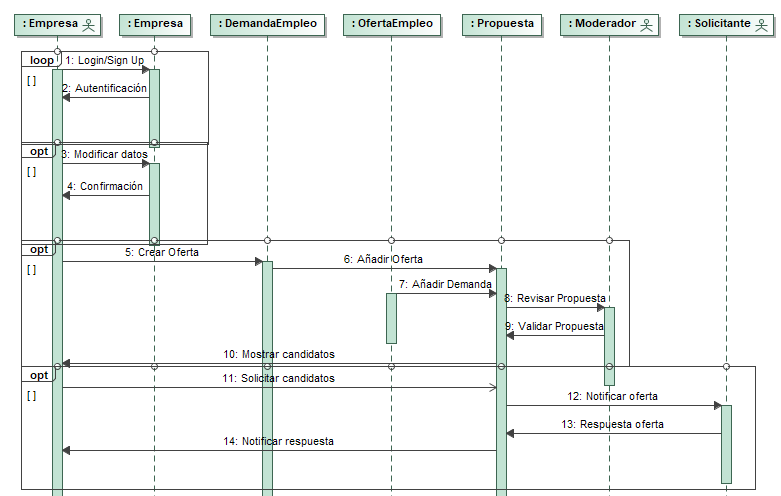 : Empresa
: Empresa
: DemandaEmpleo
: OfertaEmpleo
: Propuesta
: Moderador
: Solicitante
loop
1: Login/Sign Up
[ ]
2: Autentificación
opt
3: Modificar datos
[ ]
4: Confirmación
opt
5: Crear Oferta
6: Añadir Oferta
[ ]
7: Añadir Demanda
8: Revisar Propuesta
9: Validar Propuesta
10: Mostrar candidatos
opt
11: Solicitar candidatos
[ ]
12: Notificar oferta
13: Respuesta oferta
14: Notificar respuesta